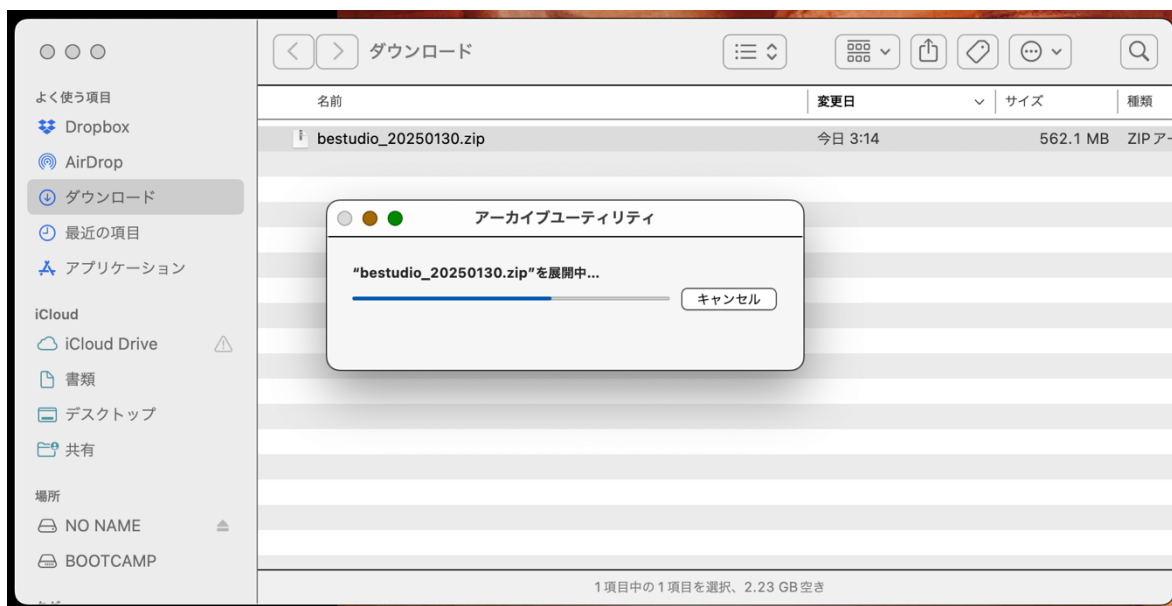 ダウンロード
よく使う項目
Dropbox
AirDrop
ダウンロード
最近の項目
アプリケーション
iCloud
iCloud Drive
書類
デスクトップ
共有
場所
NO NAME
BOOTCAMP
名前 変更日 サイズ 種類
bestudio_20250130.zip 今日 3:14 562.1 MB ZIPアー
アーカイブユーティリティ
“bestudio_20250130.zip”を展開中...
キャンセル
1項目中の1項目を選択、2.23 GB空き